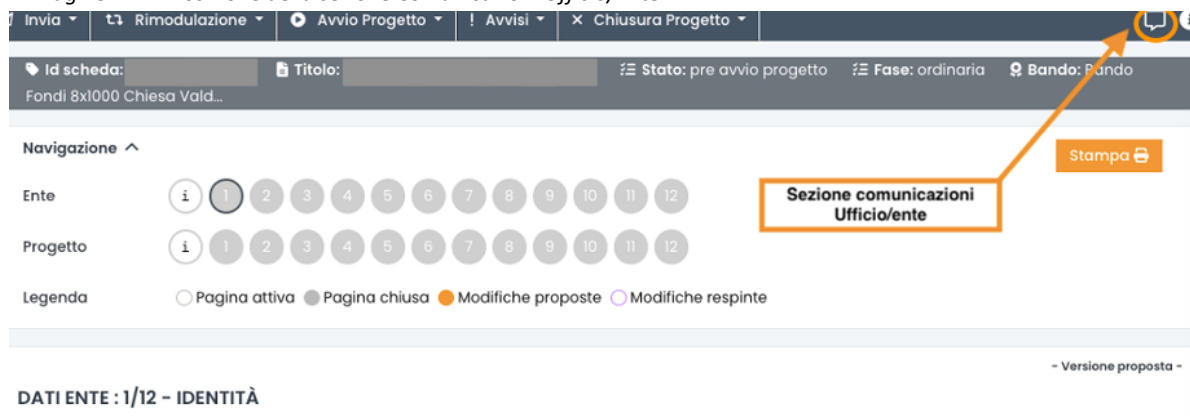 Invia Rimodulazione Avvio Progetto ! Avvisi × Chiusura Progetto
Id scheda: Titolo: Stato: pre avvio progetto Fase: ordinaria Bando: Bando
Fondi 8x1000 Chiesa Vald...
Navigazione
Stampa
Ente i 1 2 3 4 5 6 7 8 9 10 11 12
Sezione comunicazioni
Ufficio/ente
Progetto i 1 2 3 4 5 6 7 8 9 10 11 12
Legenda Pagina attiva Pagina chiusa Modifiche proposte Modifiche respinte
- Versione proposta -
DATI ENTE : 1/12 - IDENTITÀ